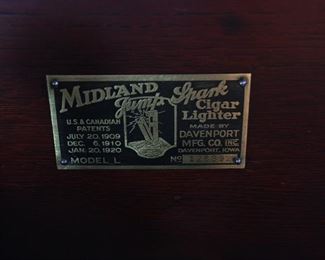 MIDLAND
Jump Spark
Cigar
Lighter
U.S. & CANADIAN
PATENTS
JULY 20, 1909
DEC. 6, 1910
JAN. 20, 1920
MODEL L
MADE BY
DAVENPORT
MFG. CO. INC.
DAVENPORT, IOWA
No